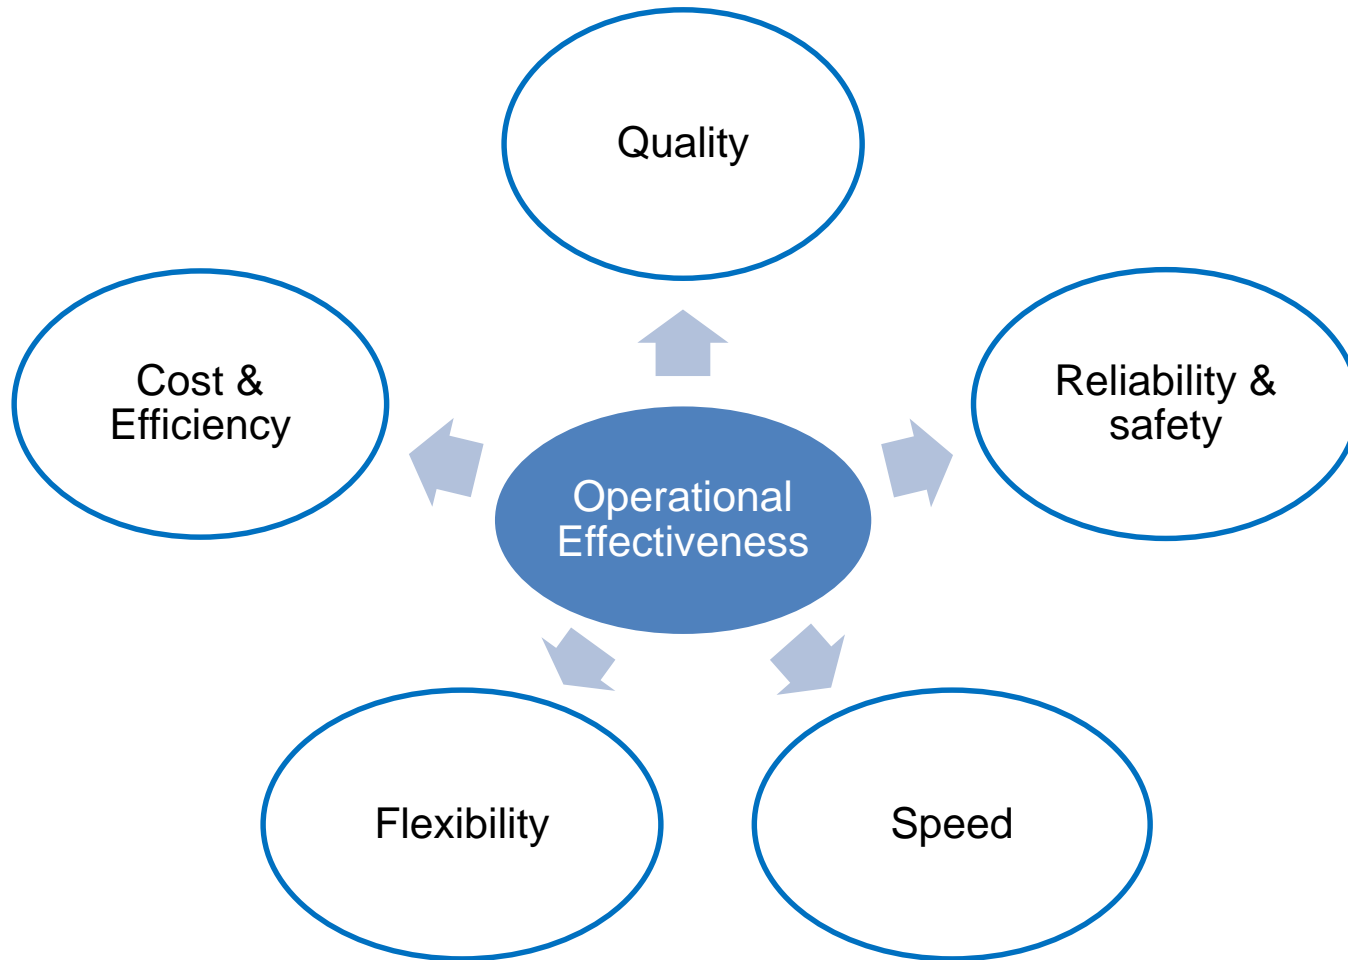 Quality
Cost &
Efficiency
Reliability &
safety
Operational
Effectiveness
Flexibility
Speed